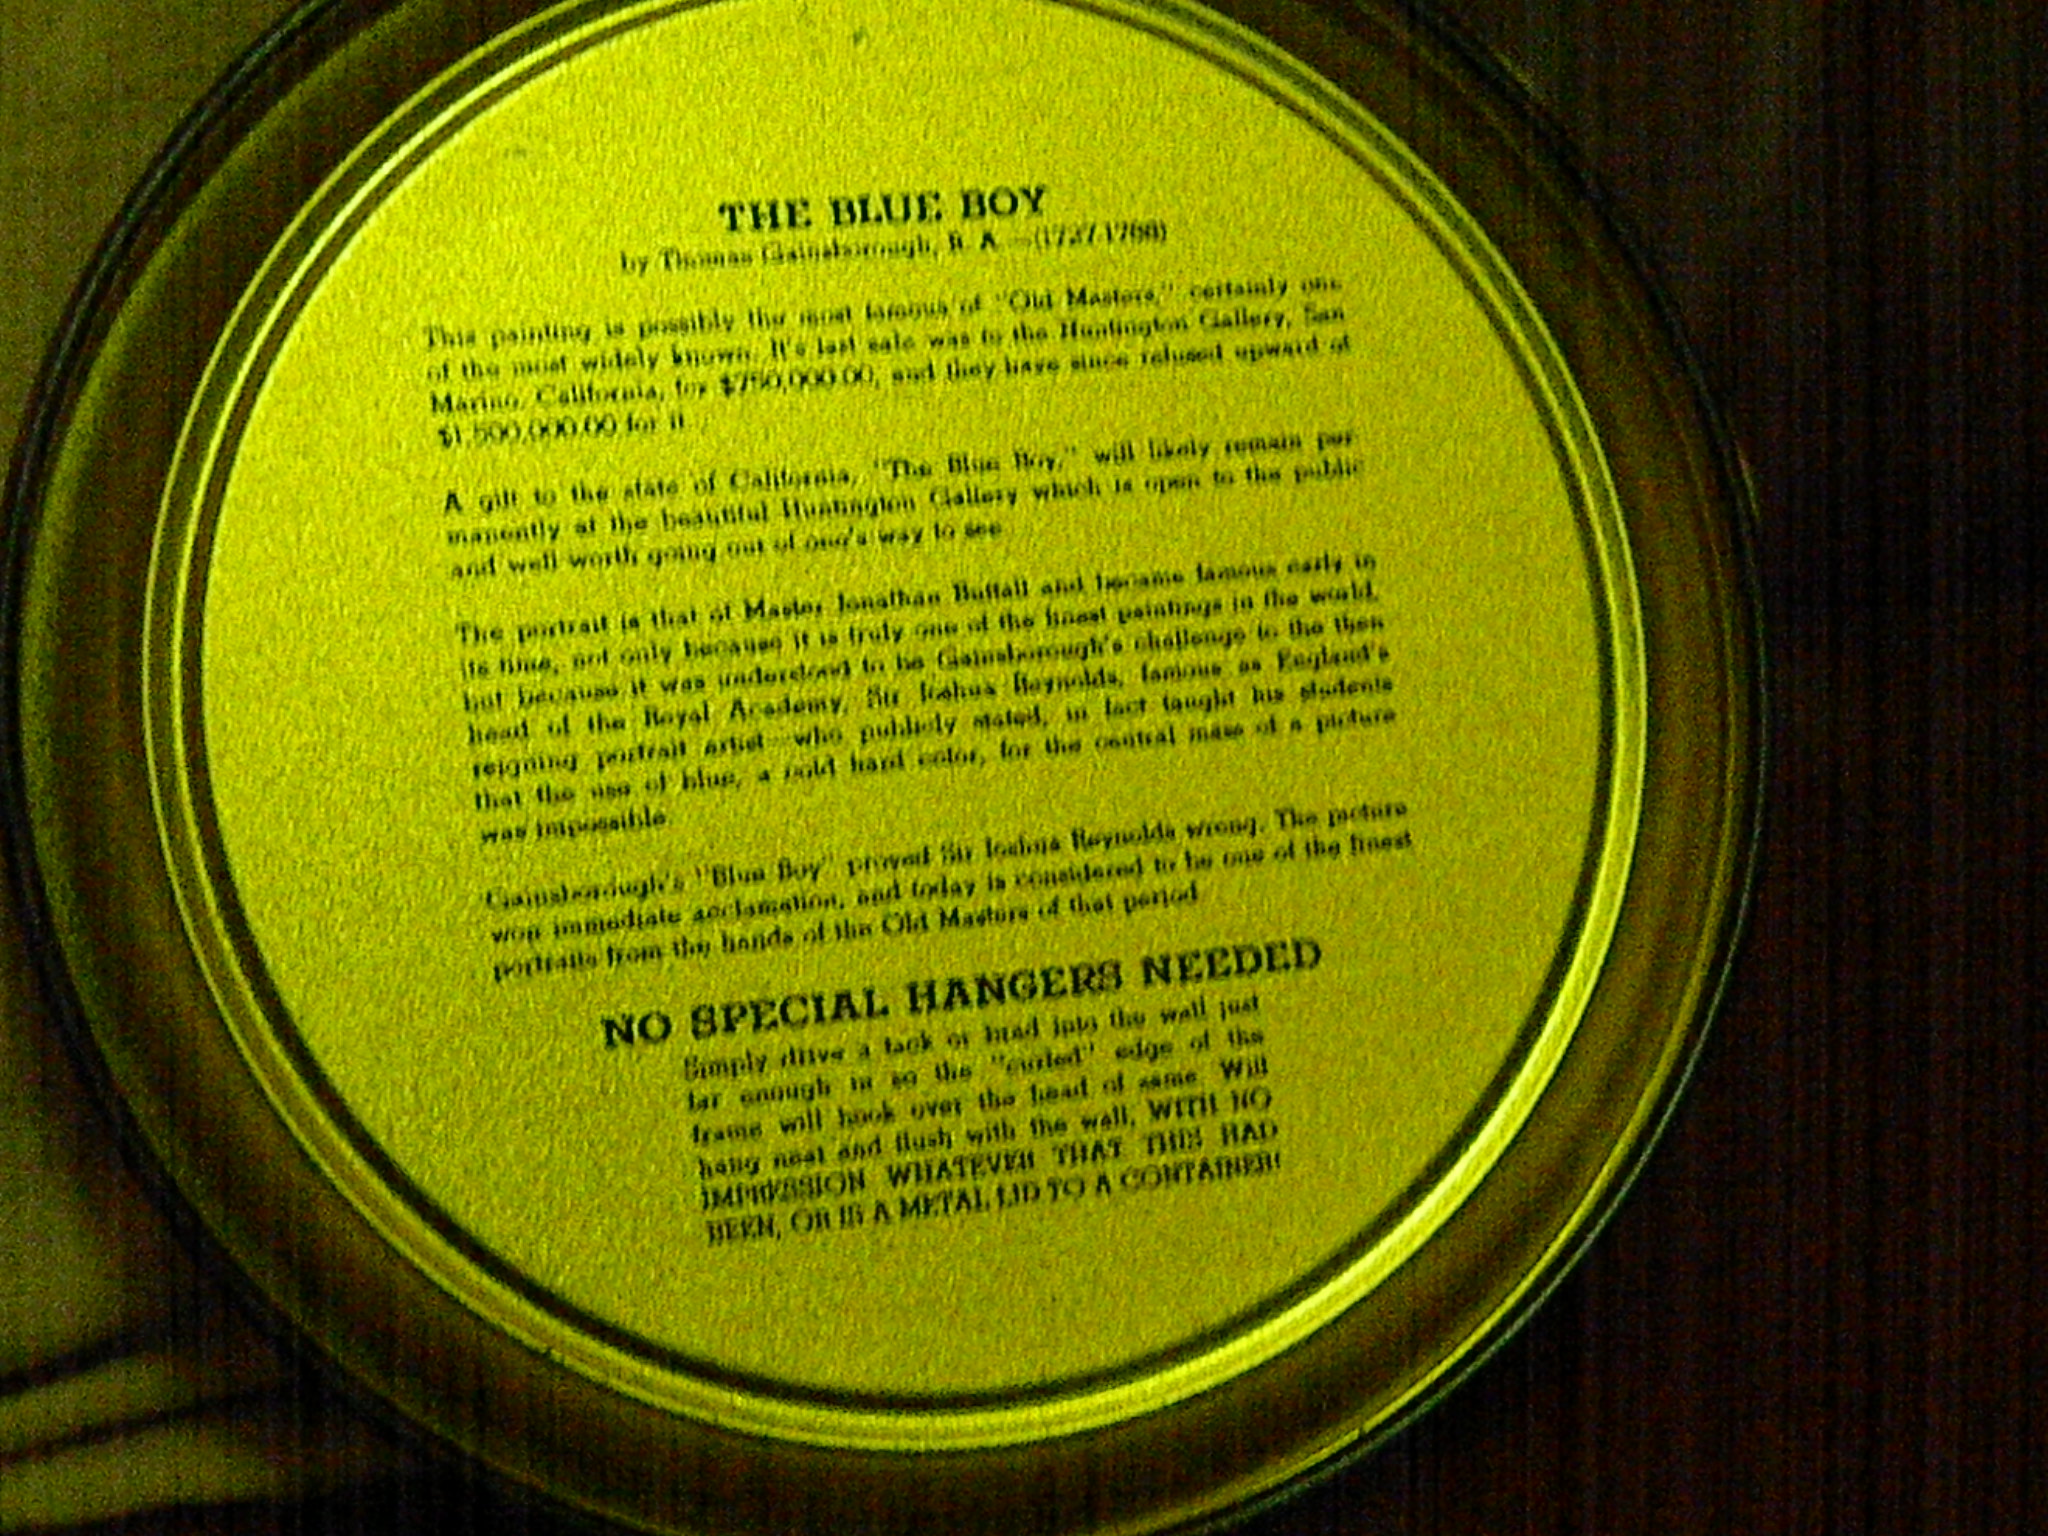 THE BLUE BOY
by Thomas Gainsborough, R. A.—(1727-1788)
This painting is possibly the most famous of "Old Masters," certainly one
of the most widely known. It's last sale was to the Huntington Gallery, San
Marino, California, for $750,000.00, and they have since refused upward of
$1,500,000.00 for it.
A gift to the state of California, "The Blue Boy," will likely remain per-
manently at the beautiful Huntington Gallery which is open to the public
and well worth going out of one's way to see.
The portrait is that of Master Jonathan Buttall and became famous early in
its time, not only because it is truly one of the finest paintings in the world,
but because it was understood to be Gainsborough's challenge to the then
head of the Royal Academy, Sir Joshua Reynolds, famous as England's
reigning portrait artist—who publicly stated, in fact taught his students
that the use of blue, a cold hard color, for the central mass of a picture
was impossible.
Gainsborough's "Blue Boy" proved Sir Joshua Reynolds wrong. The picture
won immediate acclamation, and today is considered to be one of the finest
portraits from the hands of the Old Masters of that period.
NO SPECIAL HANGERS NEEDED
Simply drive a tack or brad into the wall just
far enough in so the "curled" edge of the
frame will hook over the head of same. Will
hang neat and flush with the wall, WITH NO
IMPRESSION WHATEVER THAT THIS HAD
BEEN, OR IS A METAL LID TO A CONTAINER!